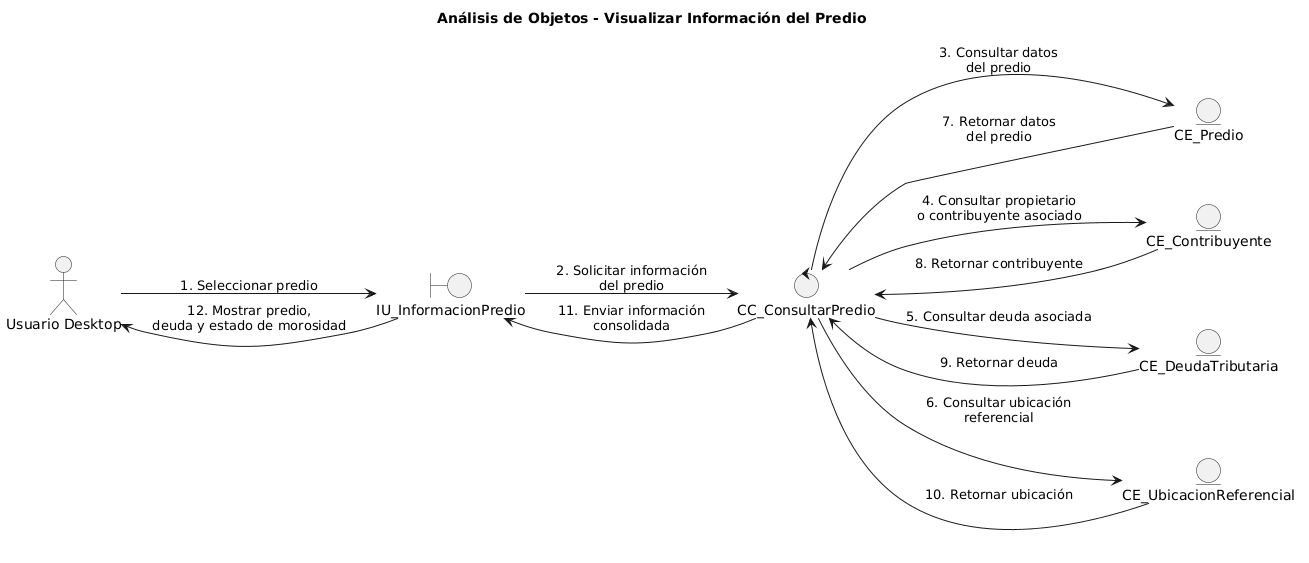 Análisis de Objetos - Visualizar Información del Predio
3. Consultar datos
del predio
CE_Predio
7. Retornar datos
del predio
4. Consultar propietario
o contribuyente asociado
CE_Contribuyente
8. Retornar contribuyente
1. Seleccionar predio
2. Solicitar información
del predio
Usuario Desktop
12. Mostrar predio,
deuda y estado de morosidad
IU_InformacionPredio
11. Enviar información
consolidada
CC_ConsultarPredio
5. Consultar deuda asociada
9. Retornar deuda
CE_DeudaTributaria
6. Consultar ubicación
referencial
10. Retornar ubicación
CE_UbicacionReferencial